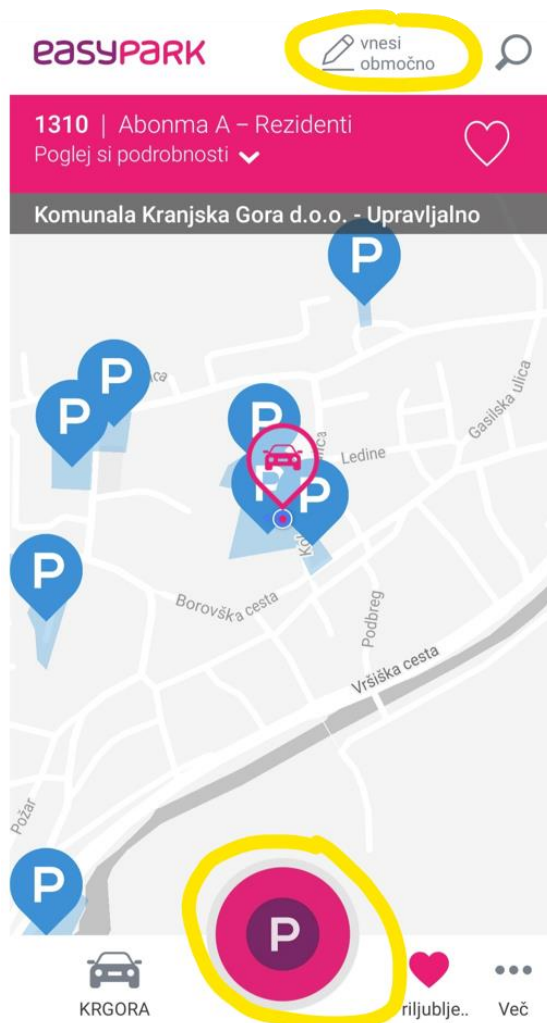 easypark
vnesi
območno
1310 | Abonma A – Rezidenti
Poglej si podrobnosti
Komunala Kranjska Gora d.o.o. - Upravljalno
P
P
P
P
Gasilska ulica
Ledine
P
P
P
Borovška cesta
Podbreg
Vršiška cesta
Požar
P
P
KRGORA
riljublje..
Več